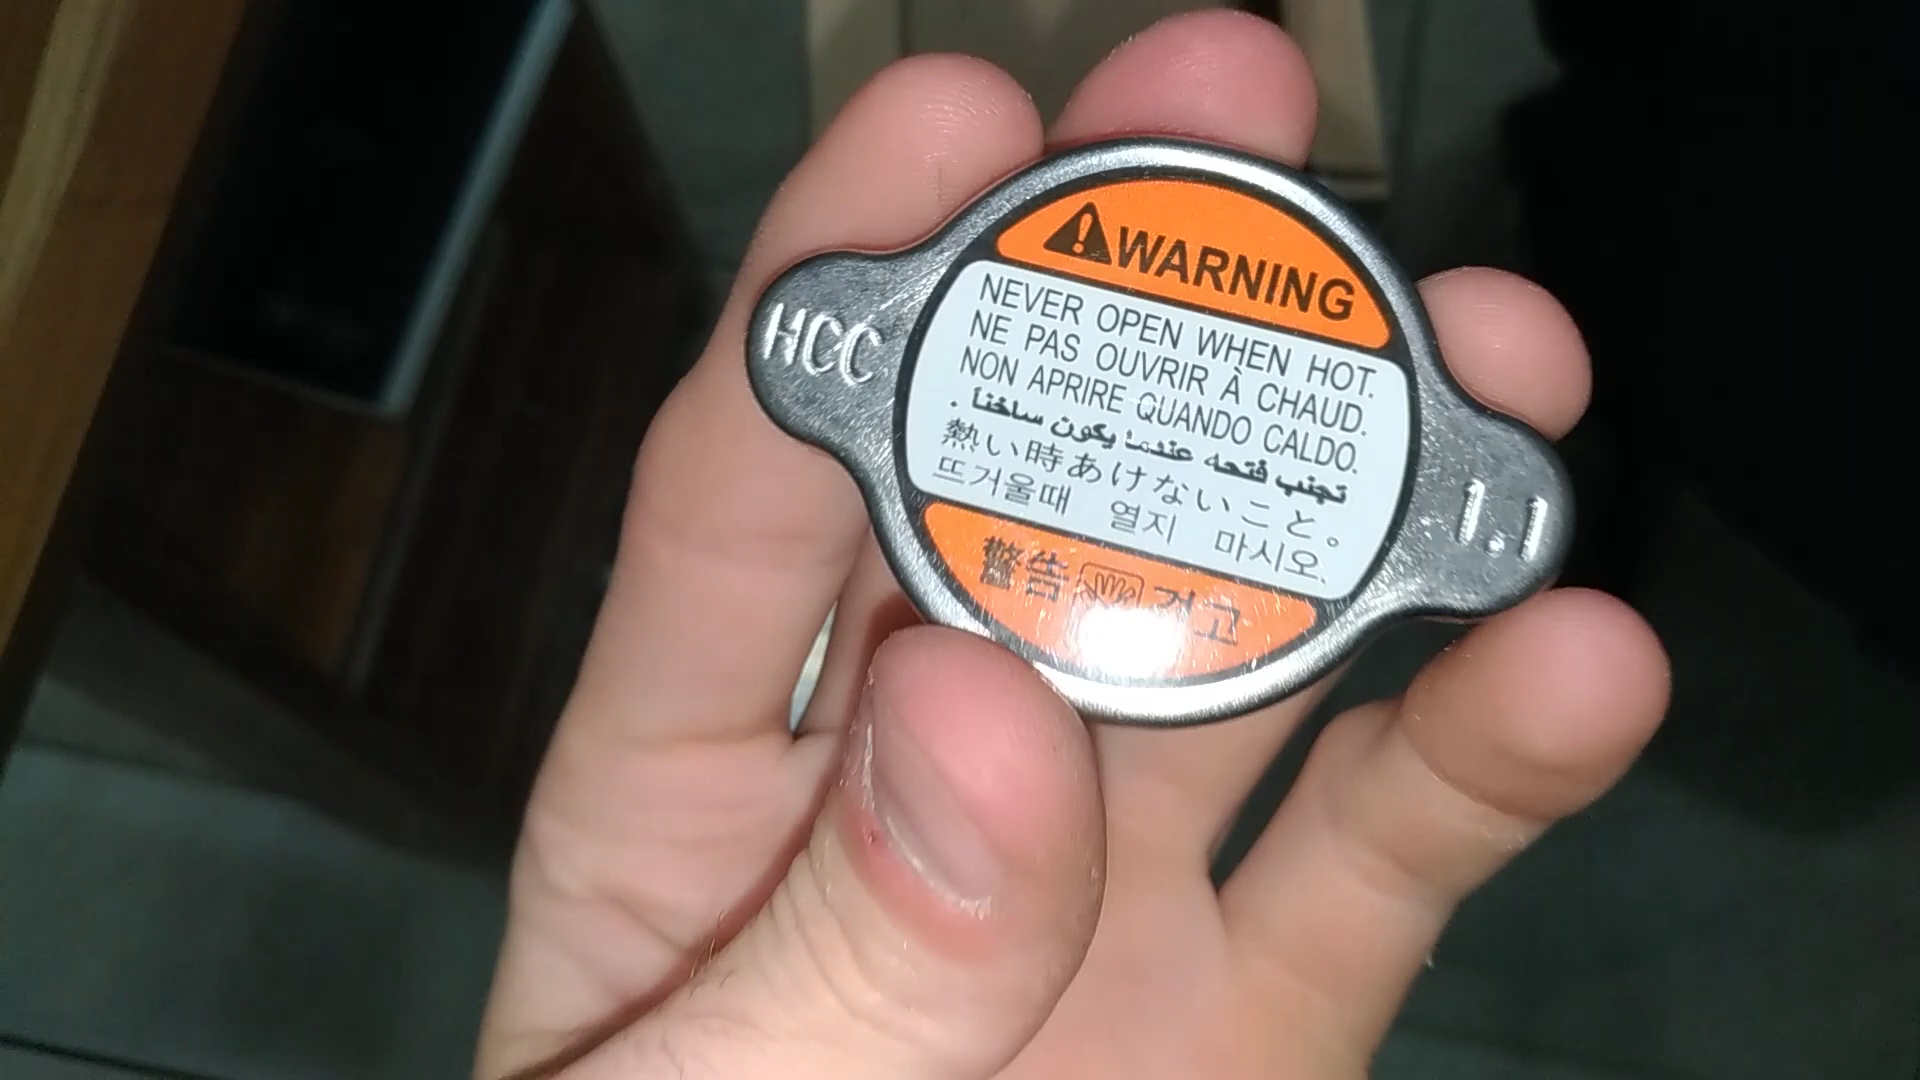 HCC
WARNING
NEVER OPEN WHEN HOT.
NE PAS OUVRIR À CHAUD.
NON APRIRE QUANDO CALDO.
تجنب فتحه عندما يكون ساخناً .
熱い時あけないこと。
뜨거울때 열지 마시오.
警告 경고
1.1